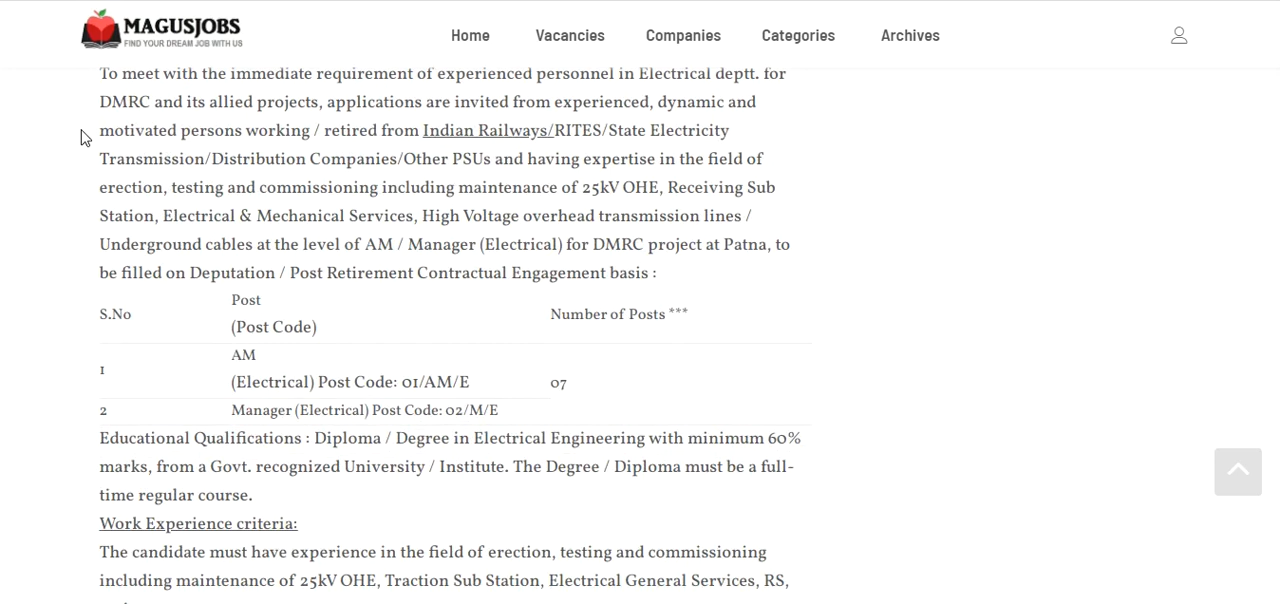 MAGUSJOBS
FIND YOUR DREAM JOB WITH US
Home Vacancies Companies Categories Archives
To meet with the immediate requirement of experienced personnel in Electrical deptt. for
DMRC and its allied projects, applications are invited from experienced, dynamic and
motivated persons working / retired from Indian Railways/RITES/State Electricity
Transmission/Distribution Companies/Other PSUs and having expertise in the field of
erection, testing and commissioning including maintenance of 25kV OHE, Receiving Sub
Station, Electrical & Mechanical Services, High Voltage overhead transmission lines /
Underground cables at the level of AM / Manager (Electrical) for DMRC project at Patna, to
be filled on Deputation / Post Retirement Contractual Engagement basis :
S.No
Post
(Post Code)
Number of Posts ***
1
AM
(Electrical) Post Code: 01/AM/E
07
2 Manager (Electrical) Post Code: 02/M/E
Educational Qualifications : Diploma / Degree in Electrical Engineering with minimum 60%
marks, from a Govt. recognized University / Institute. The Degree / Diploma must be a full-
time regular course.
Work Experience criteria:
The candidate must have experience in the field of erection, testing and commissioning
including maintenance of 25kV OHE, Traction Sub Station, Electrical General Services, RS,